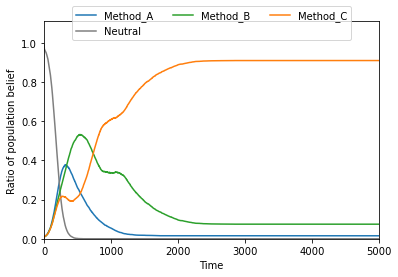 Method_A Method_B Method_C
Neutral
1.0
0.8
0.6
0.4
0.2
0.0
Ratio of population belief
0 1000 2000 3000 4000 5000
Time